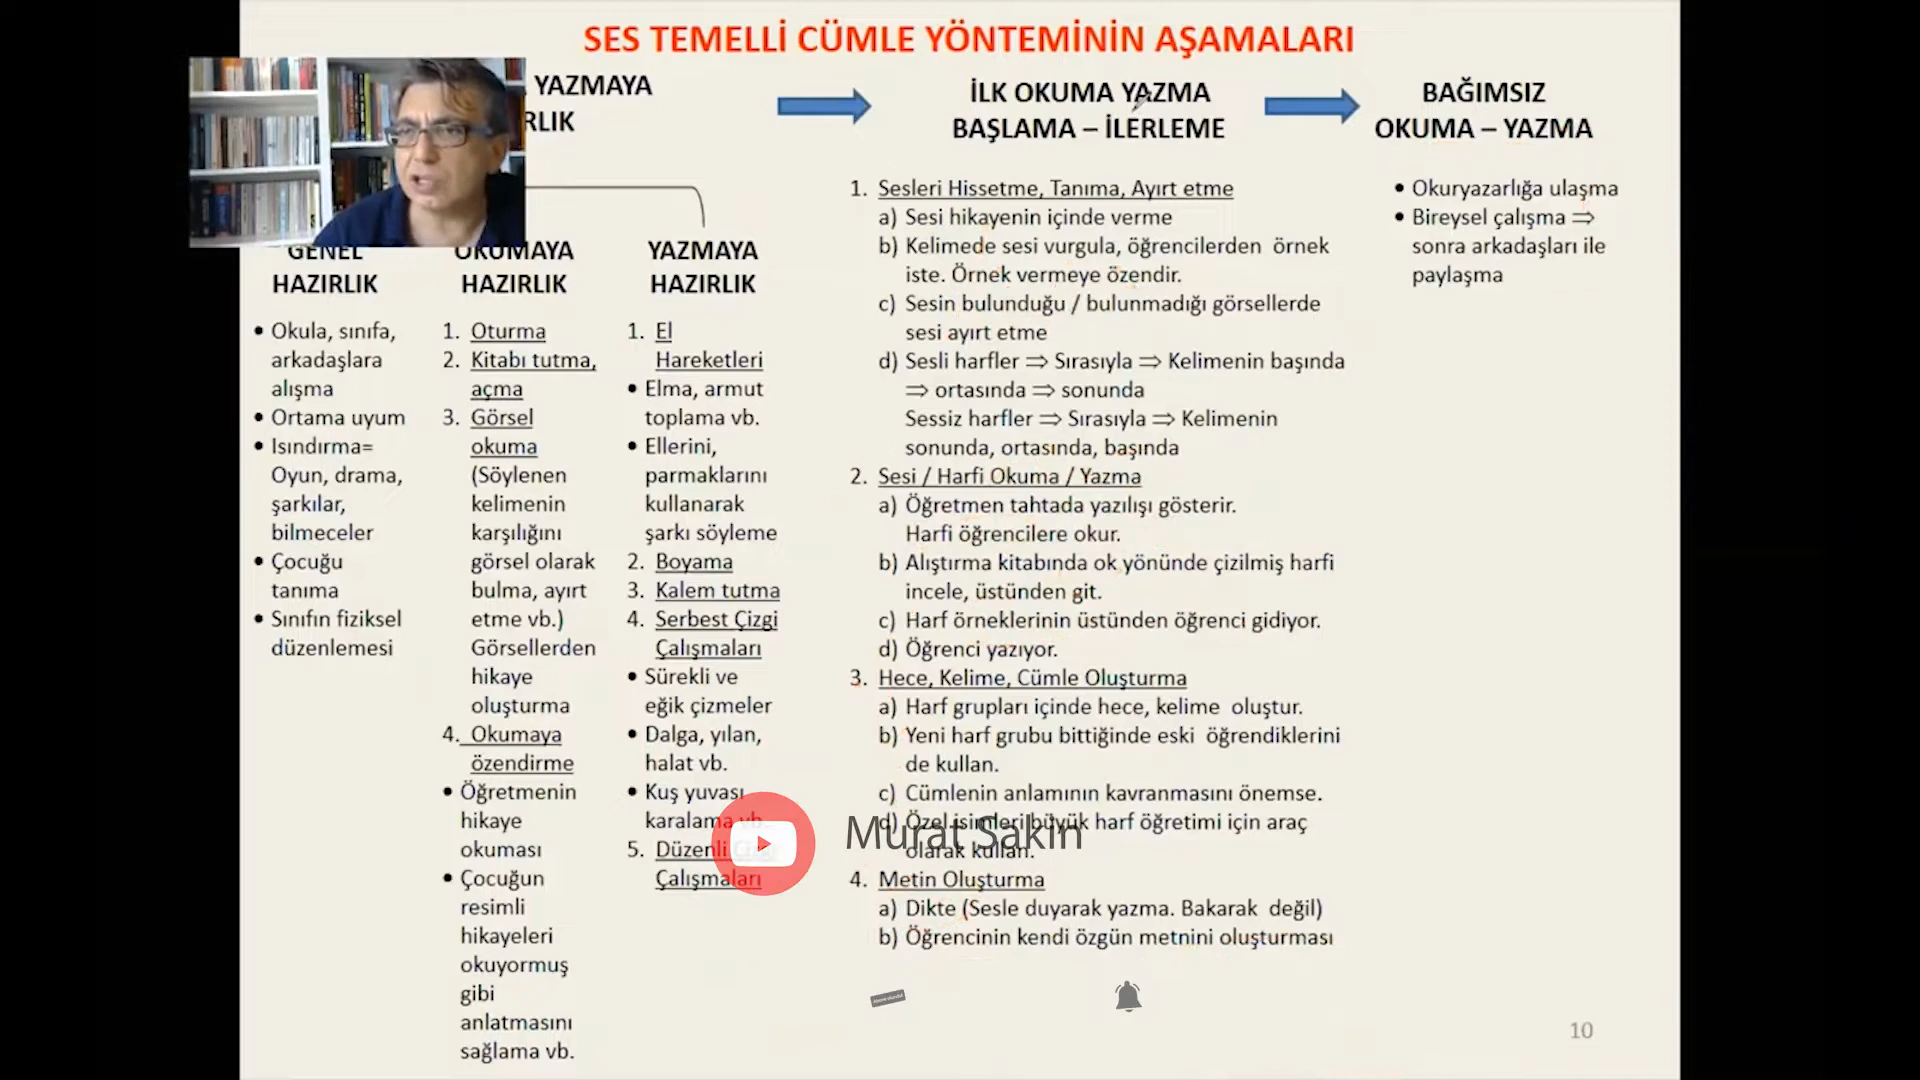 SES TEMELLİ CÜMLE YÖNTEMİNİN AŞAMALARI
YAZMAYA
RLIK
İLK OKUMA YAZMA
BAŞLAMA – İLERLEME
BAĞIMSIZ
OKUMA – YAZMA
GENEL
HAZIRLIK
• Okula, sınıfa,
arkadaşlara
alışma
• Ortama uyum
• Isındırma=
Oyun, drama,
şarkılar,
bilmeceler
• Çocuğu
tanıma
• Sınıfın fiziksel
düzenlemesi
OKUMAYA
HAZIRLIK
1. Oturma
2. Kitabı tutma,
açma
3. Görsel
okuma
(Söylenen
kelimenin
karşılığını
görsel olarak
bulma, ayırt
etme vb.)
Görsellerden
hikaye
oluşturma
4. Okumaya
özendirme
• Öğretmenin
hikaye
okuması
• Çocuğun
resimli
hikayeleri
okuyormuş
gibi
anlatmasını
sağlama vb.
YAZMAYA
HAZIRLIK
1. El
Hareketleri
• Elma, armut
toplama vb.
• Ellerini,
parmaklarını
kullanarak
şarkı söyleme
2. Boyama
3. Kalem tutma
4. Serbest Çizgi
Çalışmaları
• Sürekli ve
eğik çizmeler
• Dalga, yılan,
halat vb.
• Kuş yuvası
karalama vb.
5. Düzenli Çizgi
Çalışmaları
1. Sesleri Hissetme, Tanıma, Ayırt etme
a) Sesi hikayenin içinde verme
b) Kelimede sesi vurgula, öğrencilerden örnek
iste. Örnek vermeye özendir.
c) Sesin bulunduğu / bulunmadığı görsellerde
sesi ayırt etme
d) Sesli harfler ⇒ Sırasıyla ⇒ Kelimenin başında
⇒ ortasında ⇒ sonunda
Sessiz harfler ⇒ Sırasıyla ⇒ Kelimenin
sonunda, ortasında, başında
2. Sesi / Harfi Okuma / Yazma
a) Öğretmen tahtada yazılışı gösterir.
Harfi öğrencilere okur.
b) Alıştırma kitabında ok yönünde çizilmiş harfi
incele, üstünden git.
c) Harf örneklerinin üstünden öğrenci gidiyor.
d) Öğrenci yazıyor.
3. Hece, Kelime, Cümle Oluşturma
a) Harf grupları içinde hece, kelime oluştur.
b) Yeni harf grubu bittiğinde eski öğrendiklerini
de kullan.
c) Cümlenin anlamının kavranmasını önemse.
d) Özel isimleri büyük harf öğretimi için araç
olarak kullan.
4. Metin Oluşturma
a) Dikte (Sesle duyarak yazma. Bakarak değil)
b) Öğrencinin kendi özgün metnini oluşturması
• Okuryazarlığa ulaşma
• Bireysel çalışma ⇒
sonra arkadaşları ile
paylaşma
Murat Sakin
10